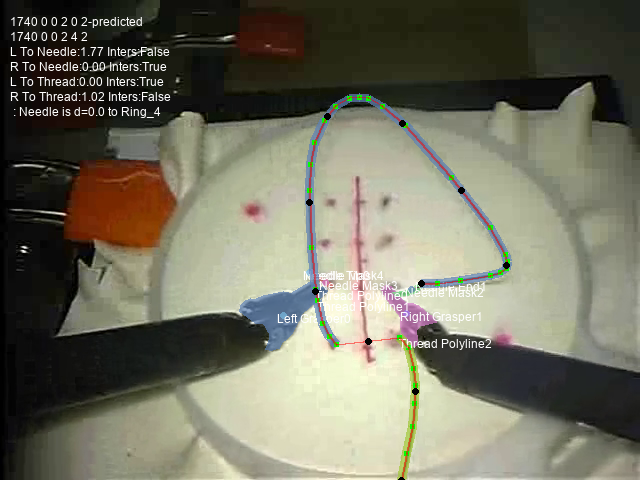 1740 0 0 2 0 2-predicted
1740 0 0 2 4 2
L To Needle:1.77 Inters:False
R To Needle:0.00 Inters:True
L To Thread:0.00 Inters:True
R To Thread:1.02 Inters:False
: Needle is d=0.0 to Ring_4
Needle Mask3
Needle Mask2
Thread Polyline1
Right Grasper1
Thread Polyline2